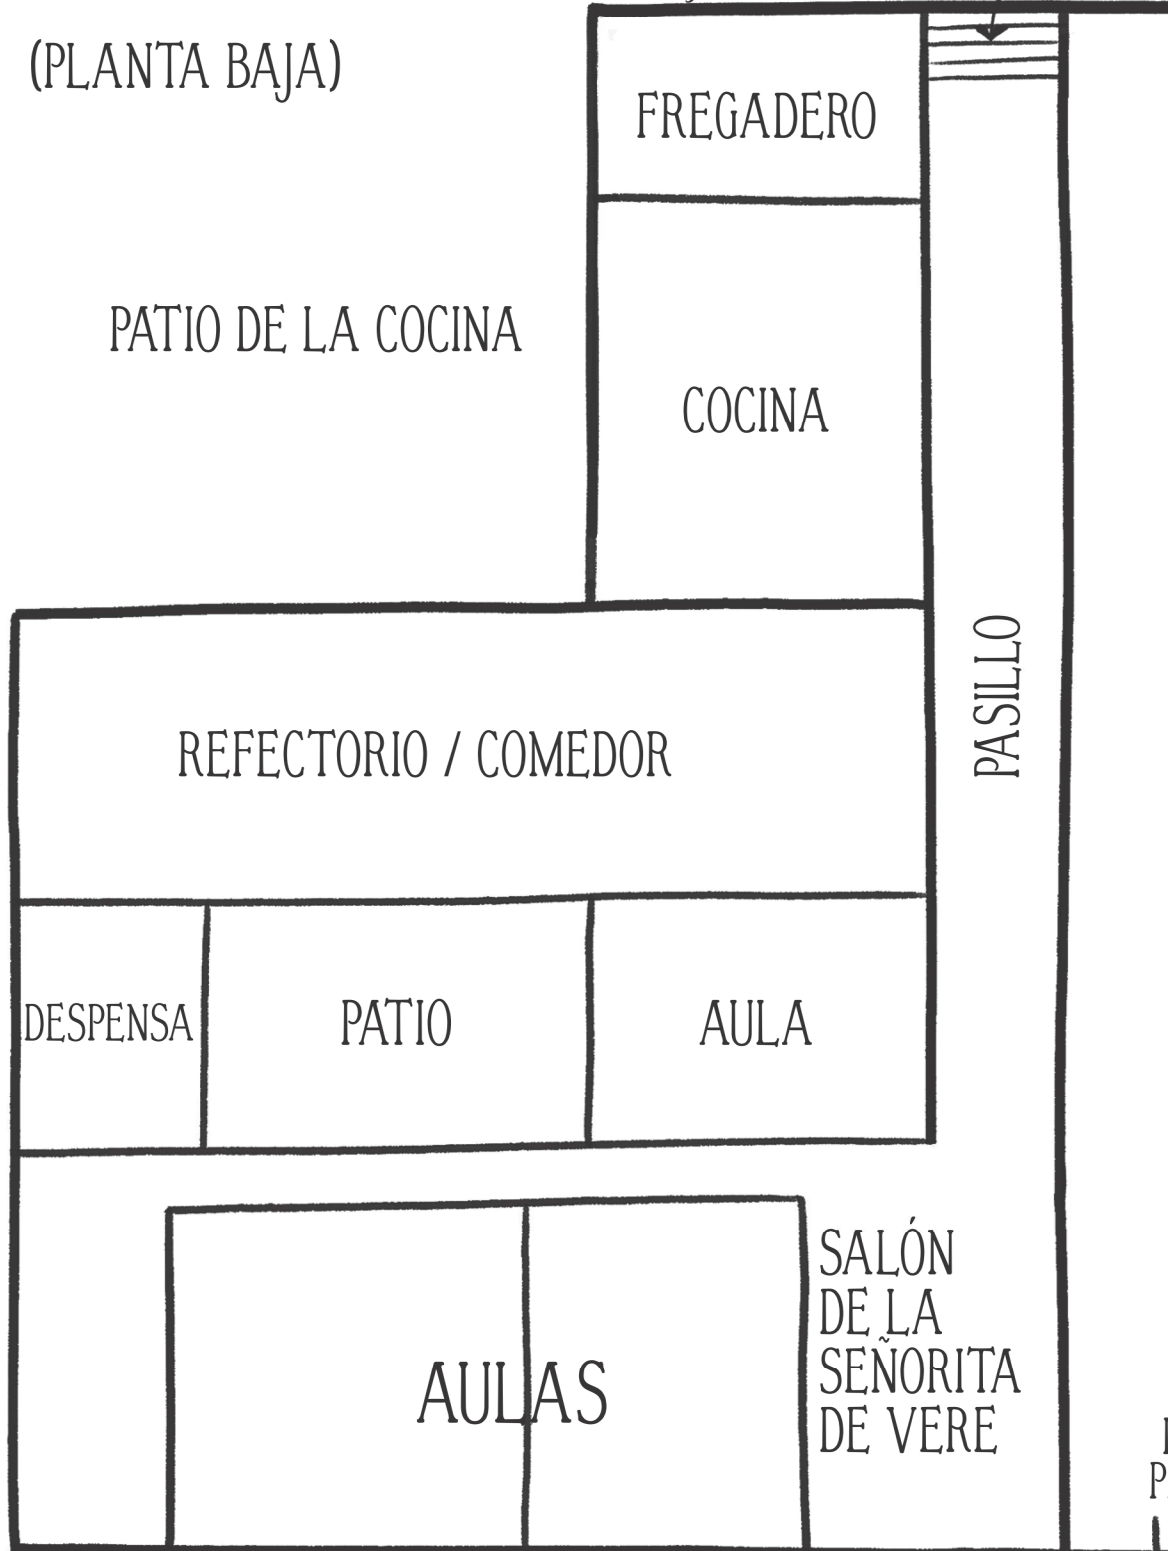 (PLANTA BAJA)
FREGADERO
PATIO DE LA COCINA
COCINA
PASILLO
REFECTORIO / COMEDOR
DESPENSA
PATIO
AULA
SALÓN
DE LA
SEÑORITA
DE VERE
AULAS